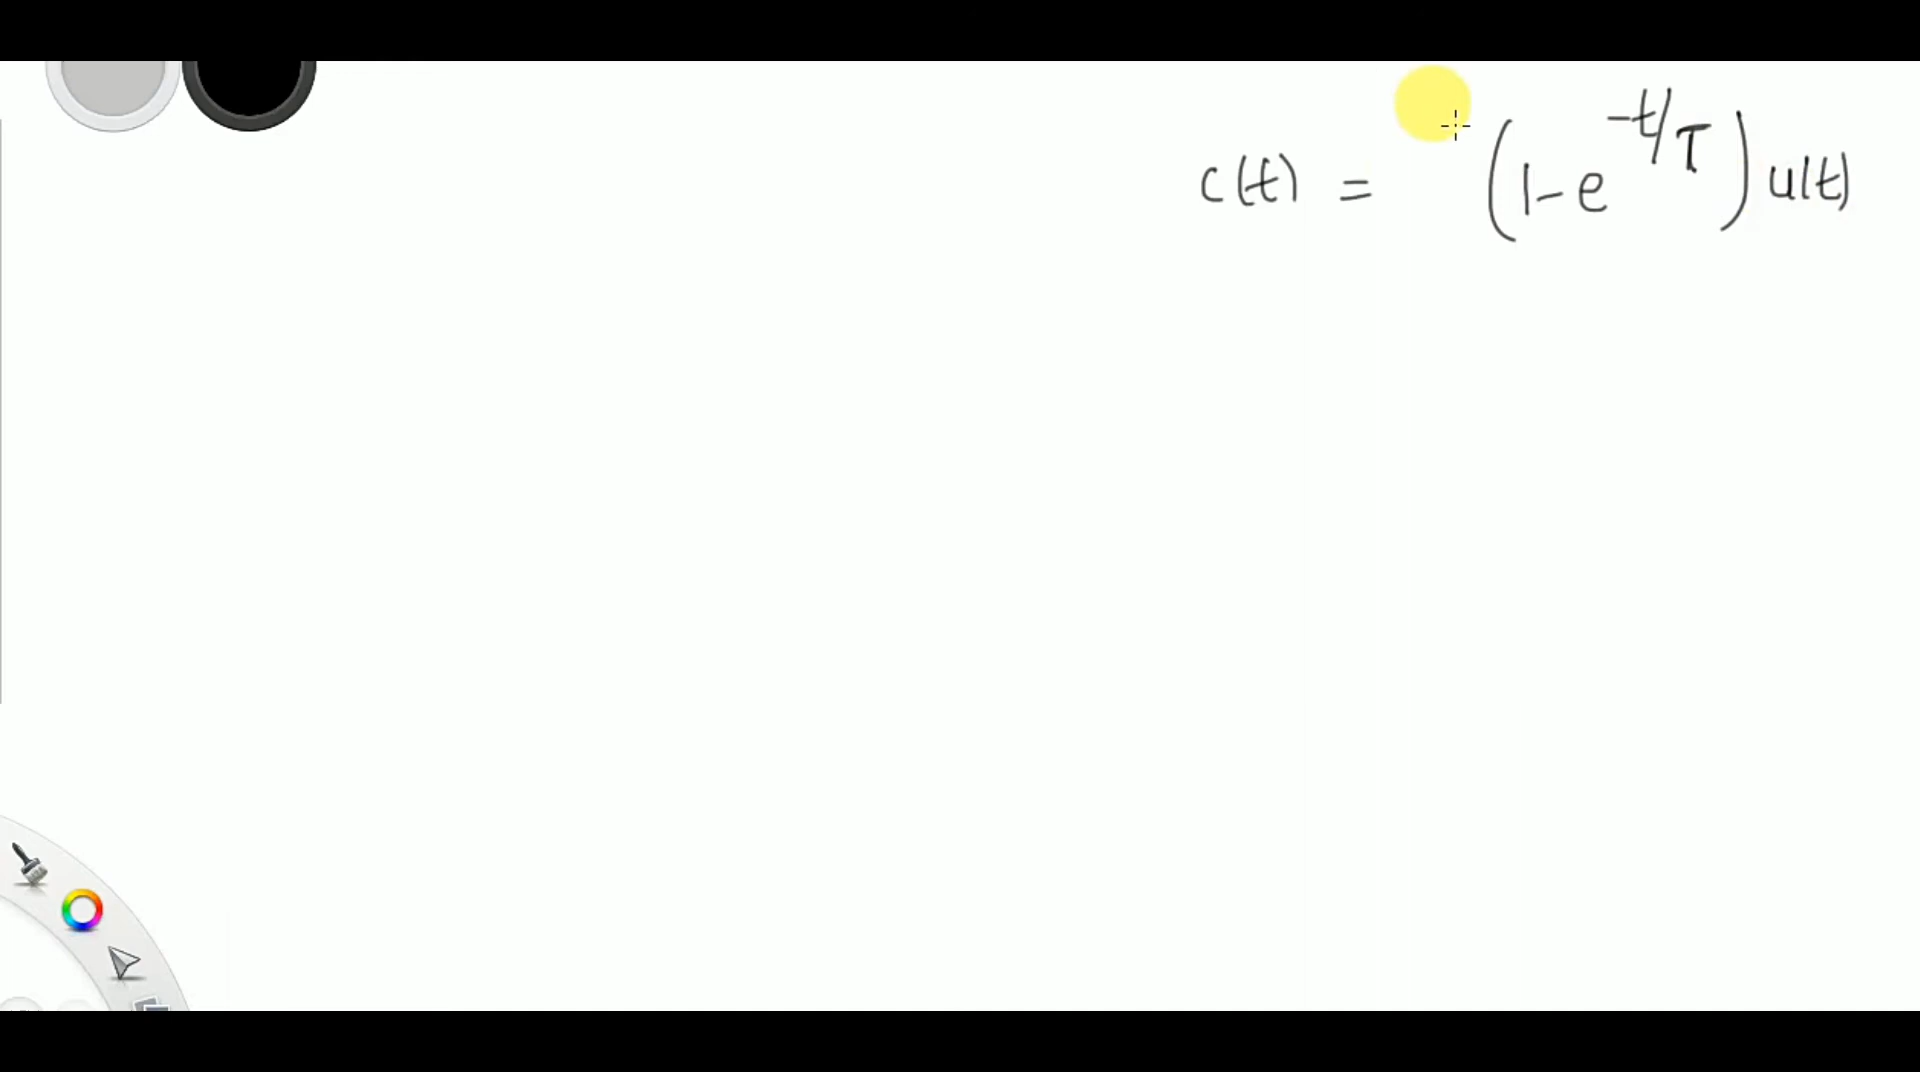 c(t) = (1-e^{-t/τ}) u(t)